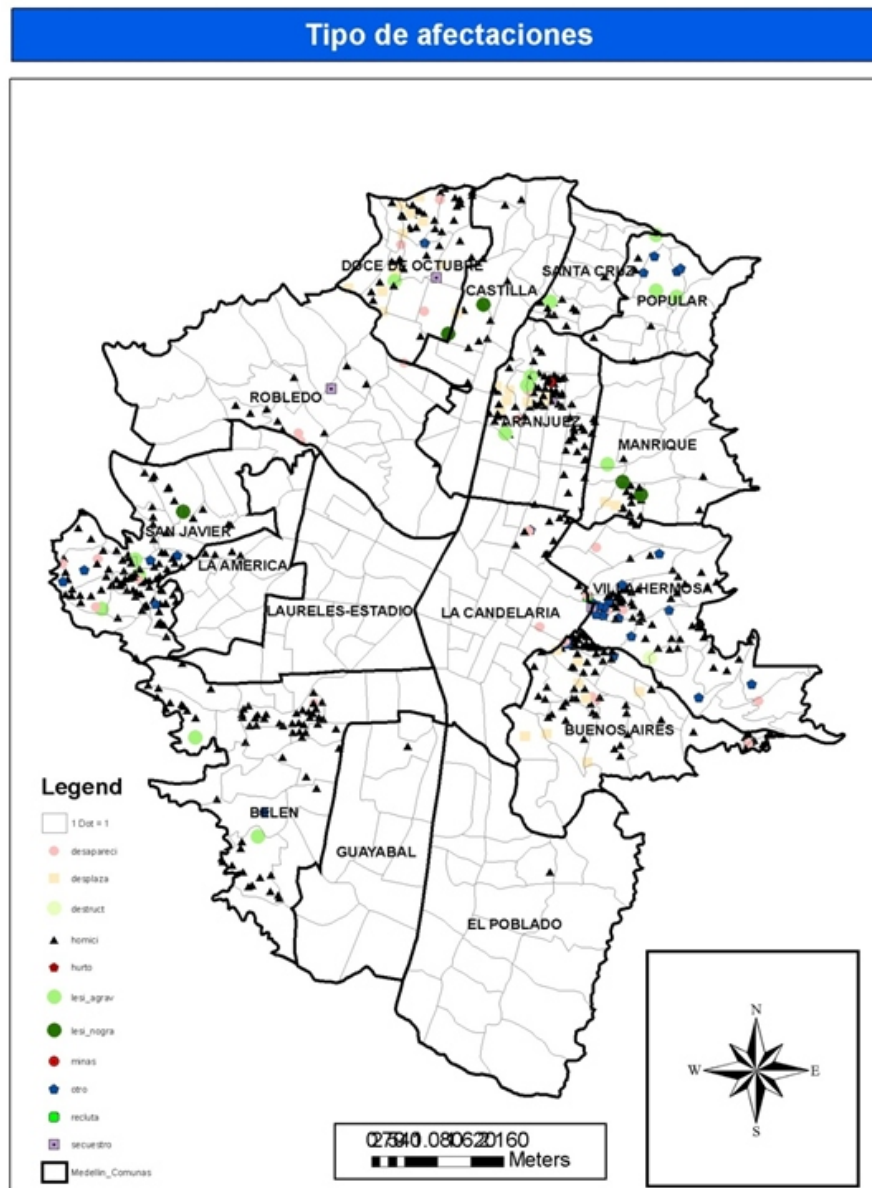 Tipo de afectaciones
DOCE DE OCTUBRE
SANTA CRUZ
CASTILLA
POPULAR
ROBLEDO
ARANJUEZ
MANRIQUE
SAN JAVIER
LA AMERICA
VILLA HERMOSA
LAURELES-ESTADIO
LA CANDELARIA
BUENOS AIRES
BELEN
GUAYABAL
EL POBLADO
Legend
1 Dot = 1
desapareci
desplaza
destruct
homici
hurto
lesi_agrav
lesi_nogra
minas
otro
recluta
secuestro
Medellin_Comunas
N
W E
S
Meters